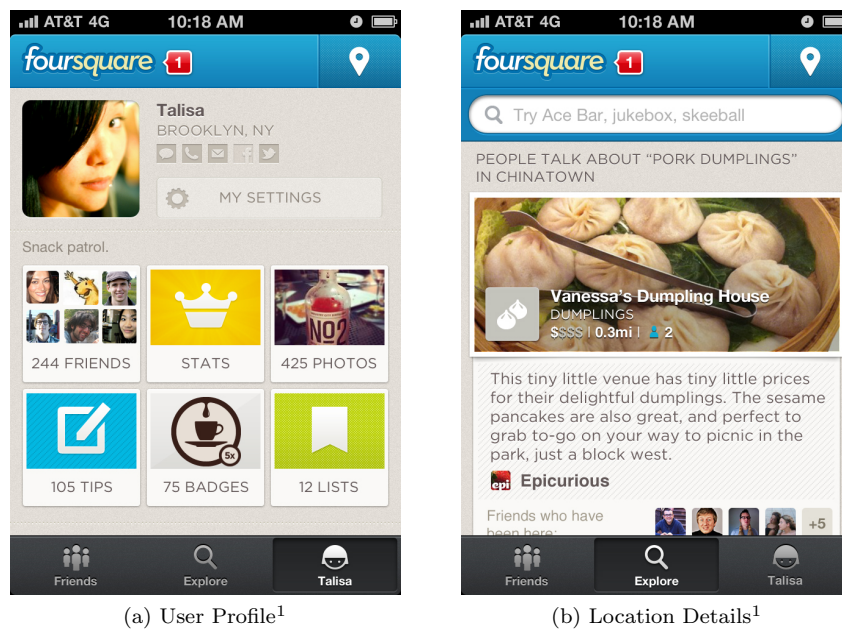 AT&T 4G 10:18 AM
foursquare 1
Talisa
BROOKLYN, NY
MY SETTINGS
Snack patrol.
No2
244 FRIENDS STATS 425 PHOTOS
5x
105 TIPS 75 BADGES 12 LISTS
Friends Explore Talisa
(a) User Profile1
AT&T 4G 10:18 AM
foursquare 1
Try Ace Bar, jukebox, skeeball
PEOPLE TALK ABOUT “PORK DUMPLINGS”
IN CHINATOWN
Vanessa's Dumpling House
DUMPLINGS
$$$$ | 0.3mi | 2
This tiny little venue has tiny little prices
for their delightful dumplings. The sesame
pancakes are also great, and perfect to
grab to-go on your way to picnic in the
park, just a block west.
epi Epicurious
Friends who have
been here:
+5
Friends Explore Talisa
(b) Location Details1